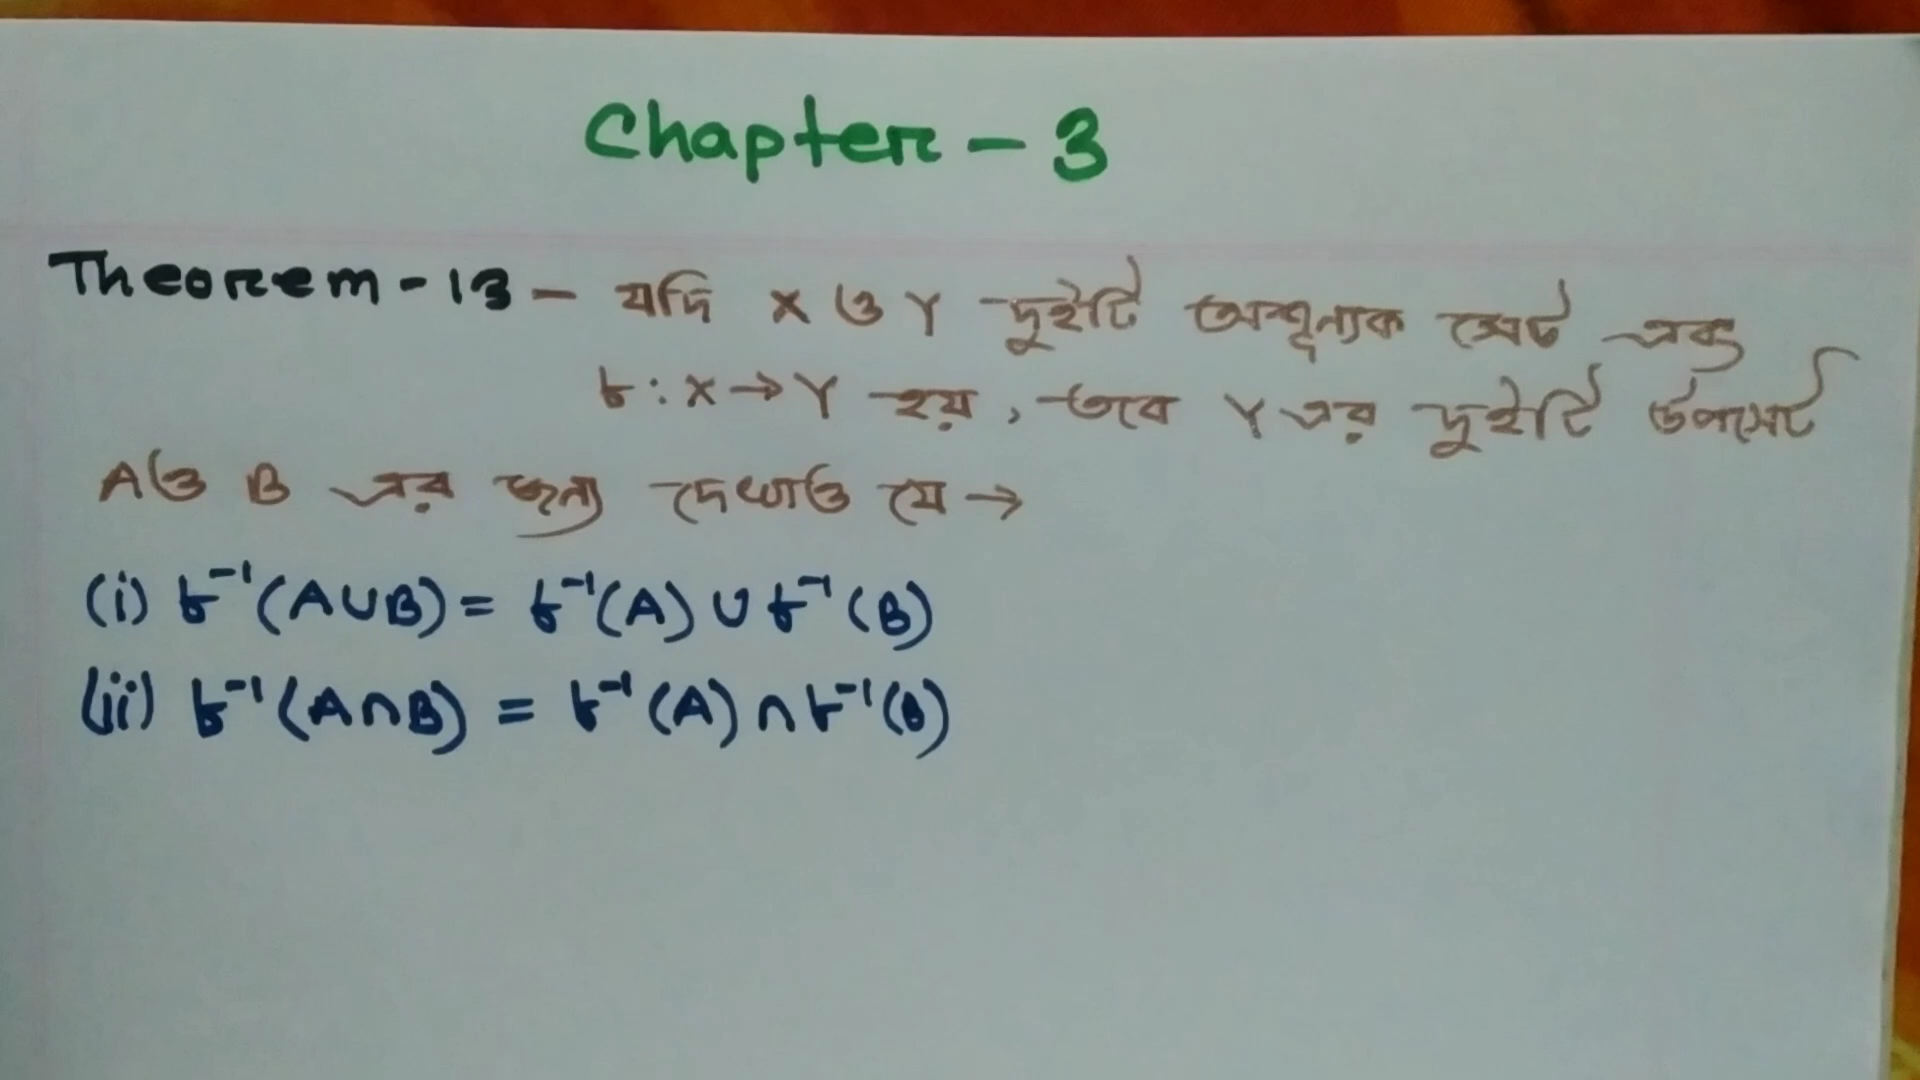 Chapter - 3
Theorem - 13 - যদি X ও Y দুইটি অশূন্যক সেট এবং
f : X → Y হয় , তবে Y এর দুইটি উপসেট
A ও B এর জন্য দেখাও যে →
(i) f⁻¹(A∪B) = f⁻¹(A) ∪ f⁻¹(B)
(ii) f⁻¹(A∩B) = f⁻¹(A) ∩ f⁻¹(B)